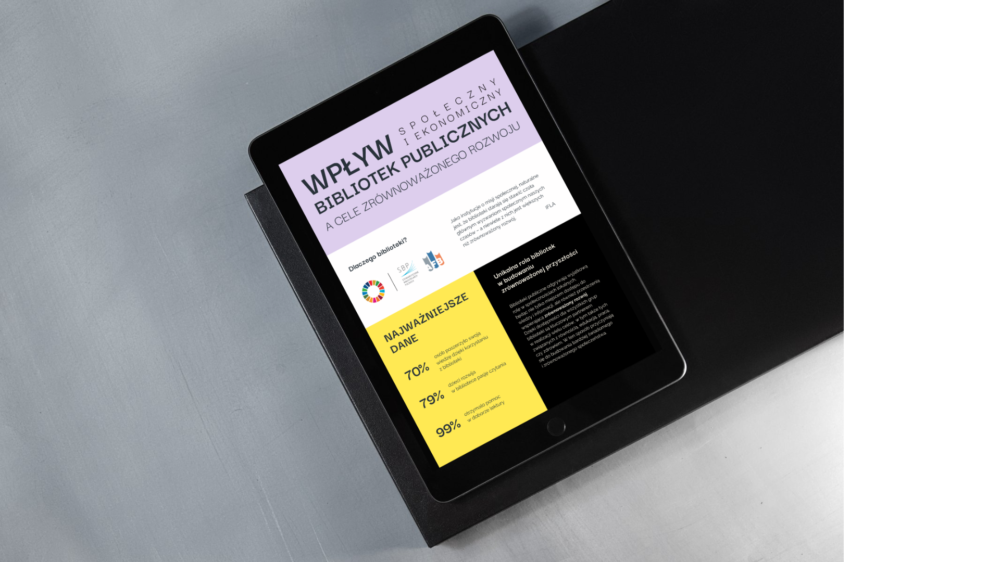 WPŁYW
SPOŁECZNY
I EKONOMICZNY
BIBLIOTEK PUBLICZNYCH
A CELE ZRÓWNOWAŻONEGO ROZWOJU
Dlaczego biblioteki?
SBP
STOWARZYSZENIE
BIBLIOTEKARZY
POLSKICH
AFB
Jako instytucje o misji społecznej, naturalne
jest, że biblioteki starają się stawić czoła
głównym wyzwaniom społecznym naszych
czasów – a niewiele z nich jest większych
niż zrównoważony rozwój.
IFLA
NAJWAŻNIEJSZE
DANE
70%
osób poszerzyło swoją
wiedzę dzięki korzystaniu
z biblioteki
79%
dzieci rozwija
w bibliotece pasję czytania
99%
otrzymało pomoc
w doborze lektury
Unikalna rola bibliotek
w budowaniu
zrównoważonej przyszłości
Biblioteki publiczne odgrywają wyjątkową
rolę w społecznościach lokalnych,
będąc nie tylko miejscem dostępu do
wiedzy i informacji, ale również przestrzenią
wspierającą zrównoważony rozwój
Dzięki dostępności dla wszystkich grup
biblioteki są kluczowym partnerem
w realizacji wielu celów, w tym także tych
związanych z równością, edukacją, pracą,
czy zdrowiem. W ten sposób przyczyniają
się do budowania bardziej świadomego
i zrównoważonego społeczeństwa.